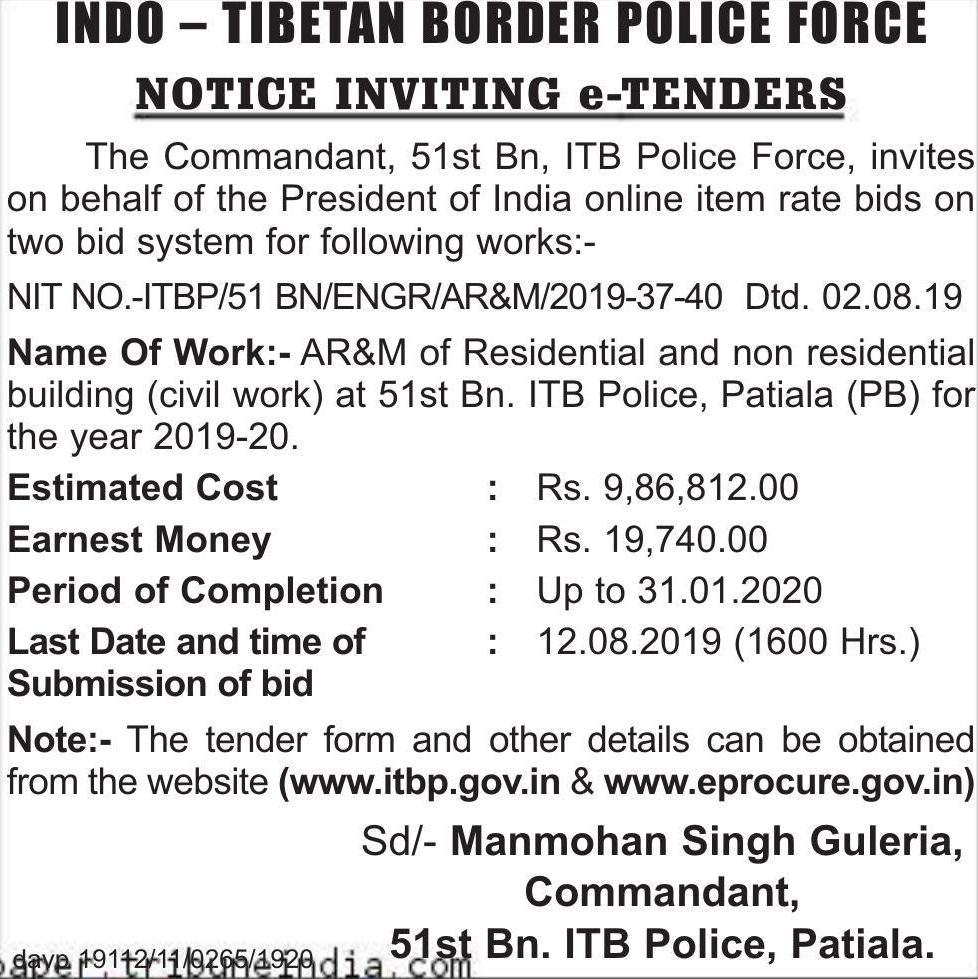 INDO – TIBETAN BORDER POLICE FORCE
NOTICE INVITING e-TENDERS
The Commandant, 51st Bn, ITB Police Force, invites
on behalf of the President of India online item rate bids on
two bid system for following works:-
NIT NO.-ITBP/51 BN/ENGR/AR&M/2019-37-40 Dtd. 02.08.19
Name Of Work:- AR&M of Residential and non residential
building (civil work) at 51st Bn. ITB Police, Patiala (PB) for
the year 2019-20.
Estimated Cost : Rs. 9,86,812.00
Earnest Money : Rs. 19,740.00
Period of Completion : Up to 31.01.2020
Last Date and time of : 12.08.2019 (1600 Hrs.)
Submission of bid
Note:- The tender form and other details can be obtained
from the website (www.itbp.gov.in & www.eprocure.gov.in)
Sd/- Manmohan Singh Guleria,
Commandant,
51st Bn. ITB Police, Patiala.
davp 19112/11/0265/1920